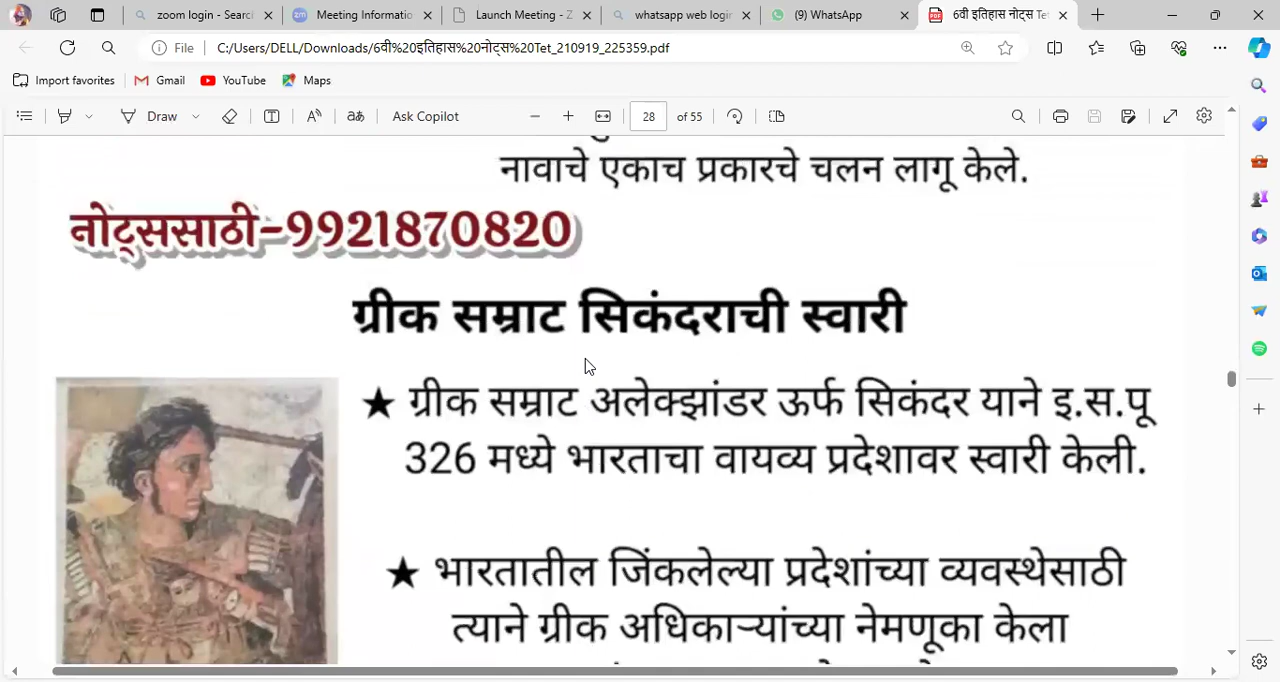 zoom login - Searc
Meeting Informatio
Launch Meeting - Z
whatsapp web login
(9) WhatsApp
6वी इतिहास नोट्स Tet
File
C:/Users/DELL/Downloads/6वी%20इतिहास%20नोट्स%20Tet_210919_225359.pdf
Import favorites
Gmail
YouTube
Maps
Draw
Ask Copilot
28 of 55
नावाचे एकाच प्रकारचे चलन लागू केले.
नोट्ससाठी-9921870820
ग्रीक सम्राट सिकंदराची स्वारी
★ ग्रीक सम्राट अलेक्झांडर ऊर्फ सिकंदर याने इ.स.पू
326 मध्ये भारताचा वायव्य प्रदेशावर स्वारी केली.
★ भारतातील जिंकलेल्या प्रदेशांच्या व्यवस्थेसाठी
त्याने ग्रीक अधिकाऱ्यांच्या नेमणूका केला